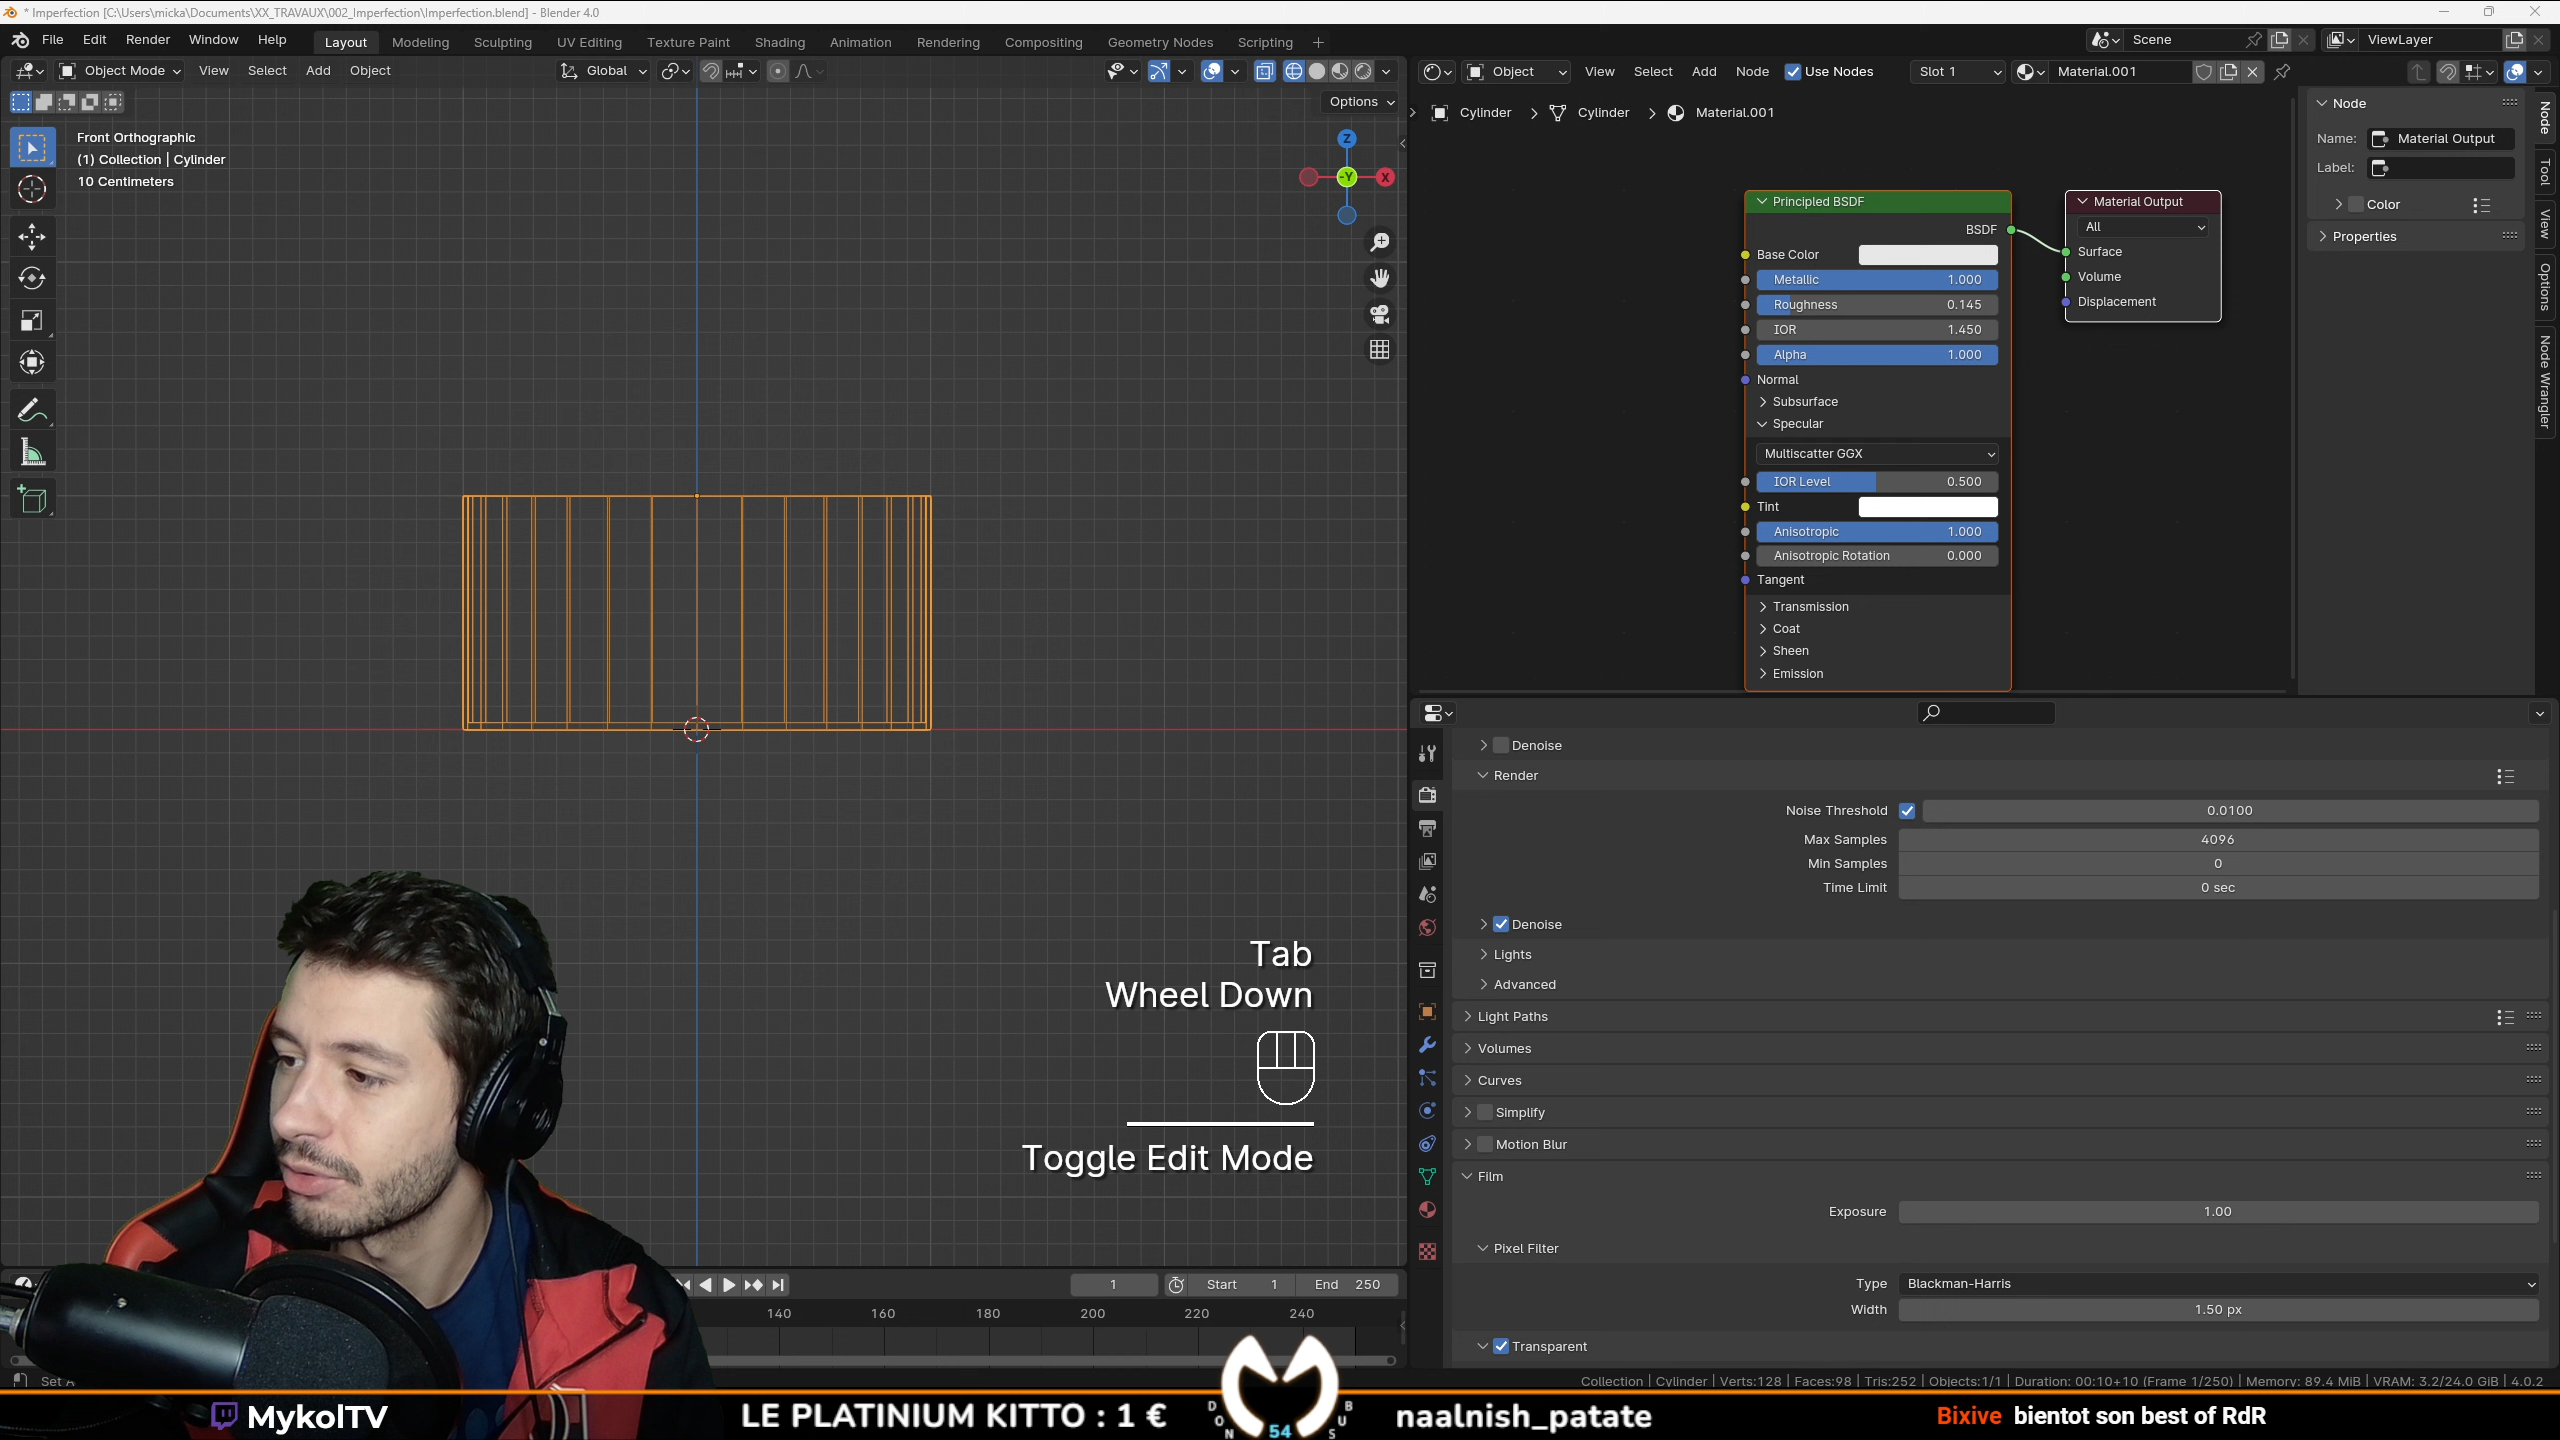 * Imperfection [C:\Users\micka\Documents\XX_TRAVAUX\002_Imperfection\Imperfection.blend] - Blender 4.0
File Edit Render Window Help
Layout Modeling Sculpting UV Editing Texture Paint Shading Animation Rendering Compositing Geometry Nodes Scripting
Scene
ViewLayer
Object Mode View Select Add Object
Global
Options
Front Orthographic
(1) Collection | Cylinder
10 Centimeters
Z
-Y
X
Object View Select Add Node Use Nodes Slot 1 Material.001
Cylinder Cylinder Material.001
Principled BSDF
BSDF
Base Color
Metallic 1.000
Roughness 0.145
IOR 1.450
Alpha 1.000
Normal
Subsurface
Specular
Multiscatter GGX
IOR Level 0.500
Tint
Anisotropic 1.000
Anisotropic Rotation 0.000
Tangent
Transmission
Coat
Sheen
Emission
Material Output
All
Surface
Volume
Displacement
Node
Name: Material Output
Label:
Color
Properties
Node
Tool
View
Options
Node Wrangler
Denoise
Render
Noise Threshold 0.0100
Max Samples 4096
Min Samples 0
Time Limit 0 sec
Denoise
Lights
Advanced
Light Paths
Volumes
Curves
Simplify
Motion Blur
Film
Exposure 1.00
Pixel Filter
Type Blackman-Harris
Width 1.50 px
Transparent
Tab
Wheel Down
Toggle Edit Mode
1 Start 1 End 250
140 160 180 200 220 240
Set
Collection | Cylinder | Verts:128 | Faces:98 | Tris:252 | Objects:1/1 | Duration: 00:10+10 (Frame 1/250) | Memory: 89.4 MiB | VRAM: 3.2/24.0 GiB | 4.0.2
MykolTV
LE PLATINIUM KITTO : 1 €
DON
54
BUS
naalnish_patate
Bixive bientot son best of RdR